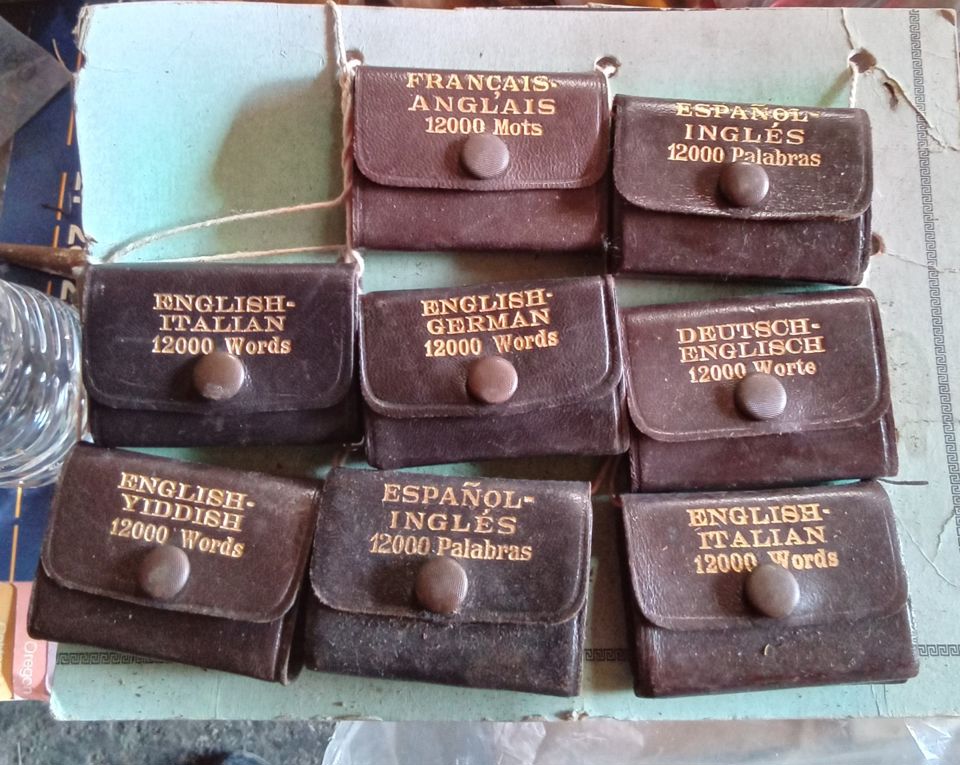 FRANÇAIS-
ANGLAIS
12000 Mots
ESPAÑOL-
INGLÉS
12000 Palabras
ENGLISH-
ITALIAN
12000 Words
ENGLISH-
GERMAN
12000 Words
DEUTSCH-
ENGLISCH
12000 Worte
ENGLISH-
YIDDISH
12000 Words
ESPAÑOL-
INGLÉS
12000 Palabras
ENGLISH-
ITALIAN
12000 Words
Oregon